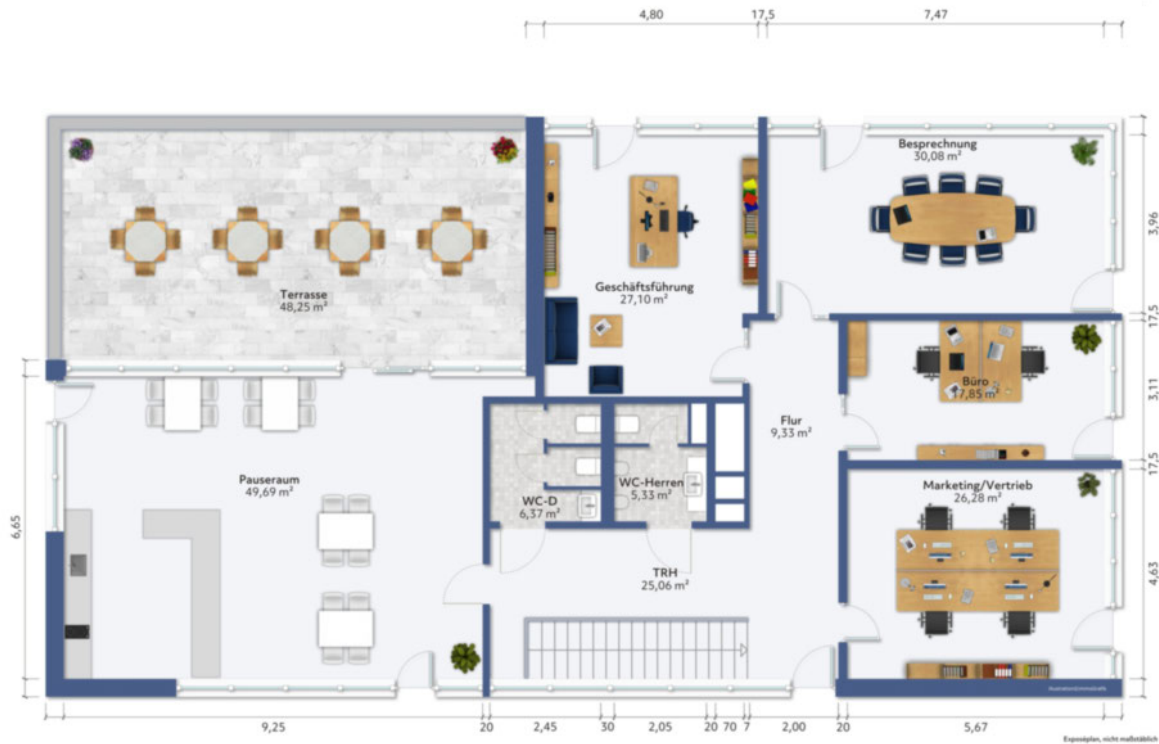 4,80 17,5 7,47
Besprechnung
30,08 m²
3,96
Terrasse
48,25 m²
Geschäftsführung
27,10 m²
17,5
Büro
17,85 m²
3,11
Flur
9,33 m²
17,5
Pauseraum
49,69 m²
WC-D
6,37 m²
WC-Herren
5,33 m²
Marketing/Vertrieb
26,28 m²
6,65
TRH
25,06 m²
4,63
9,25 20 2,45 30 2,05 20 70 7 2,00 20 5,67
Exposéplan, nicht maßstäblich